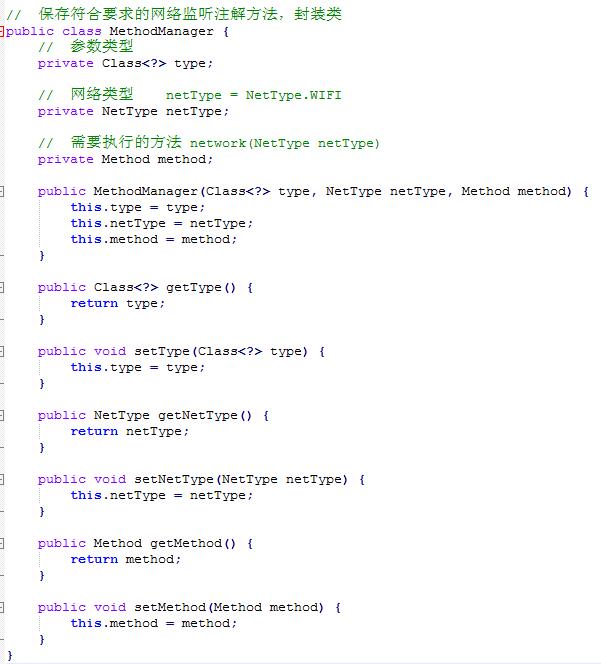 //  保存符合要求的网络监听注解方法，封装类
public class MethodManager {
    //  参数类型
    private Class<?> type;

    //  网络类型    netType = NetType.WIFI
    private NetType netType;

    //  需要执行的方法 network(NetType netType)
    private Method method;

    public MethodManager(Class<?> type, NetType netType, Method method) {
        this.type = type;
        this.netType = netType;
        this.method = method;
    }

    public Class<?> getType() {
        return type;
    }

    public void setType(Class<?> type) {
        this.type = type;
    }

    public NetType getNetType() {
        return netType;
    }

    public void setNetType(NetType netType) {
        this.netType = netType;
    }

    public Method getMethod() {
        return method;
    }

    public void setMethod(Method method) {
        this.method = method;
    }
}